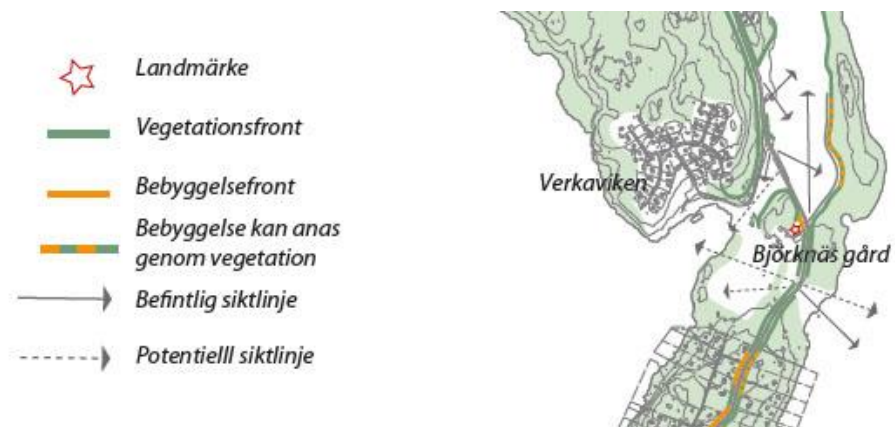 Landmärke
Vegetationsfront
Bebyggelsefront
Bebyggelse kan anas
genom vegetation
Befintlig siktlinje
Potentielll siktlinje
Verkaviken
Björknäs gård